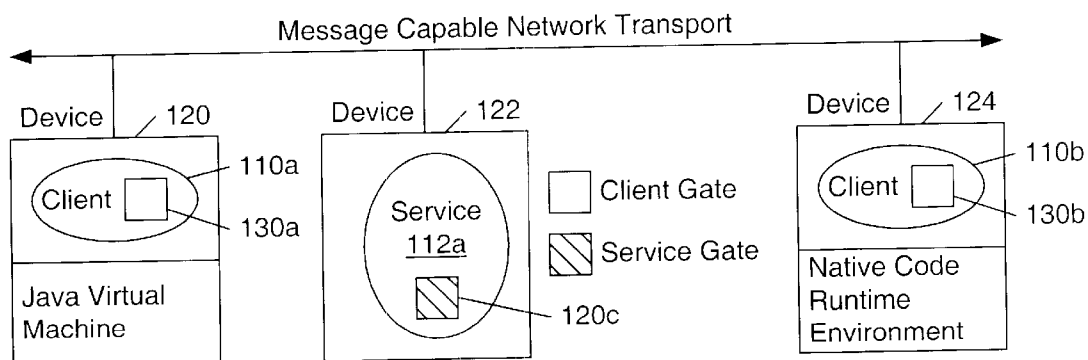 Message Capable Network Transport
Device
120
Device
122
Device
124
Client
110a
130a
Service
112a
120c
Client Gate
Service Gate
Client
110b
130b
Java Virtual
Machine
Native Code
Runtime
Environment